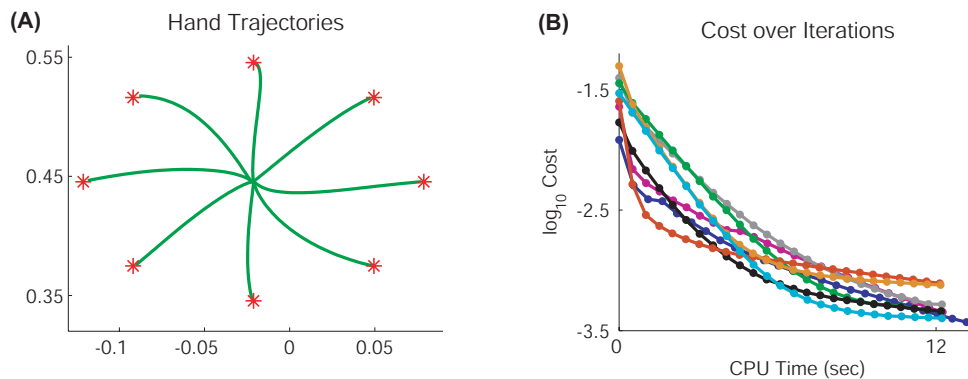 (A)
Hand Trajectories
0.55
0.45
0.35
-0.1
-0.05
0
0.05
(B)
Cost over Iterations
log10 Cost
-1.5
-2.5
-3.5
0
12
CPU Time (sec)